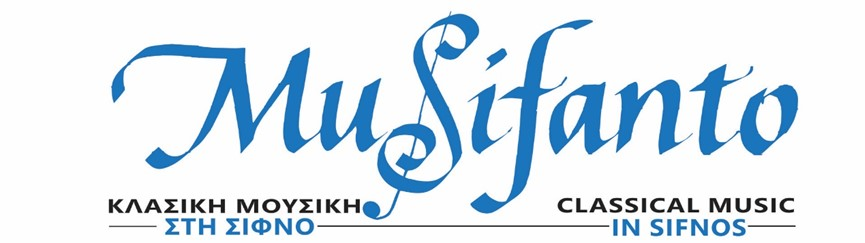 MuSifanto
ΚΛΑΣΙΚΗ ΜΟΥΣΙΚΗ
ΣΤΗ ΣΙΦΝΟ
CLASSICAL MUSIC
IN SIFNOS